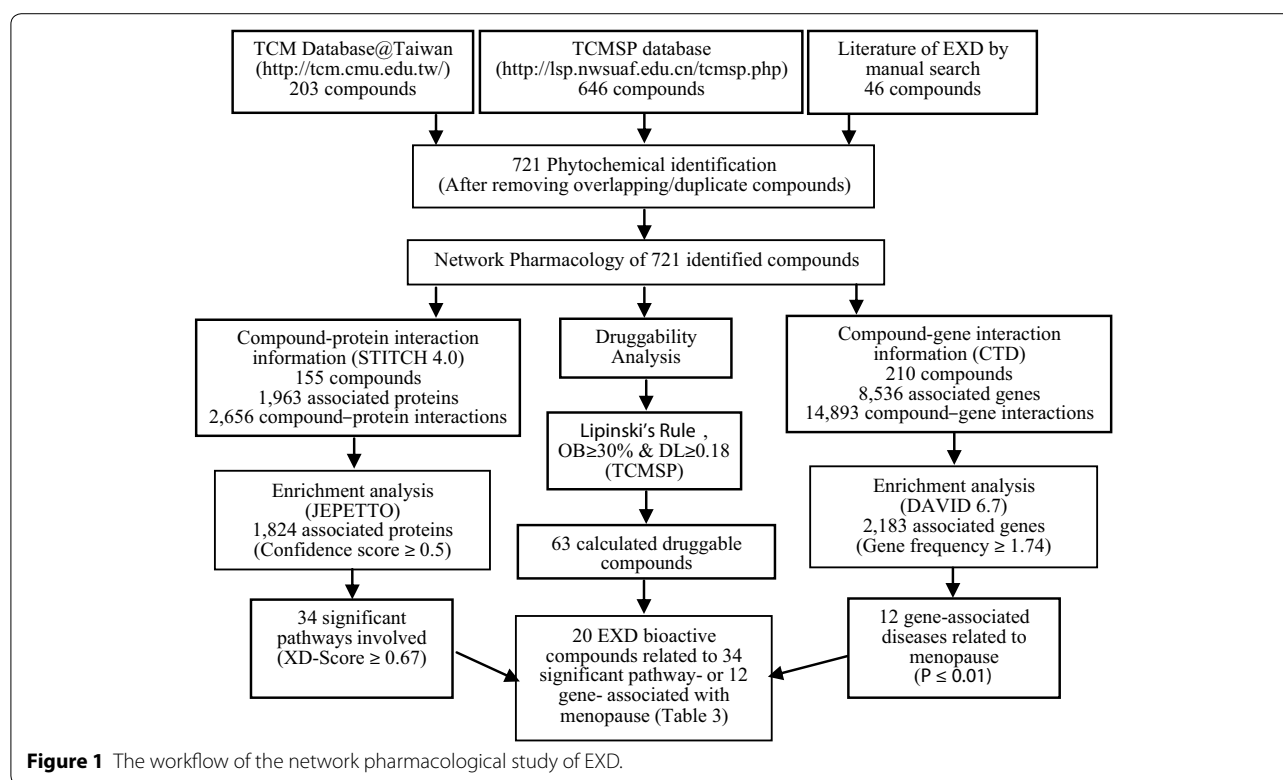 TCM Database@Taiwan
(http://tcm.cmu.edu.tw/)
203 compounds
TCMSP database
(http://lsp.nwsuaf.edu.cn/tcmsp.php)
646 compounds
Literature of EXD by
manual search
46 compounds
721 Phytochemical identification
(After removing overlapping/duplicate compounds)
Network Pharmacology of 721 identified compounds
Compound-protein interaction
information (STITCH 4.0)
155 compounds
1,963 associated proteins
2,656 compound–protein interactions
Druggability
Analysis
Compound-gene interaction
information (CTD)
210 compounds
8,536 associated genes
14,893 compound–gene interactions
Lipinski's Rule ,
OB≥30% & DL≥0.18
(TCMSP)
Enrichment analysis
(JEPETTO)
1,824 associated proteins
(Confidence score ≥ 0.5)
63 calculated druggable
compounds
Enrichment analysis
(DAVID 6.7)
2,183 associated genes
(Gene frequency ≥ 1.74)
34 significant
pathways involved
(XD-Score ≥ 0.67)
20 EXD bioactive
compounds related to 34
significant pathway- or 12
gene- associated with
menopause (Table 3)
12 gene-associated
diseases related to
menopause
(P ≤ 0.01)
Figure 1 The workflow of the network pharmacological study of EXD.